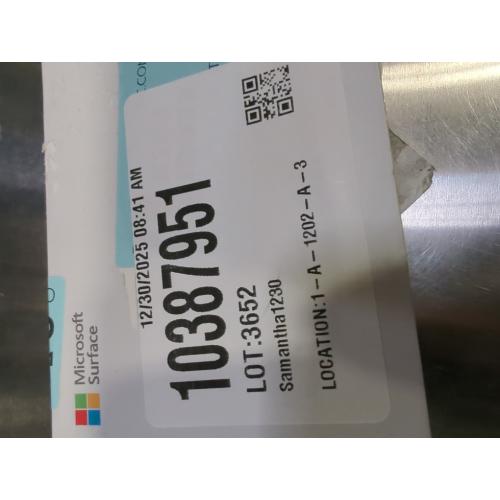 12/30/2025 08:41 AM
10387951
LOT:3652
Samantha1230
LOCATION:1-A-1202-A-3
Microsoft
Surface